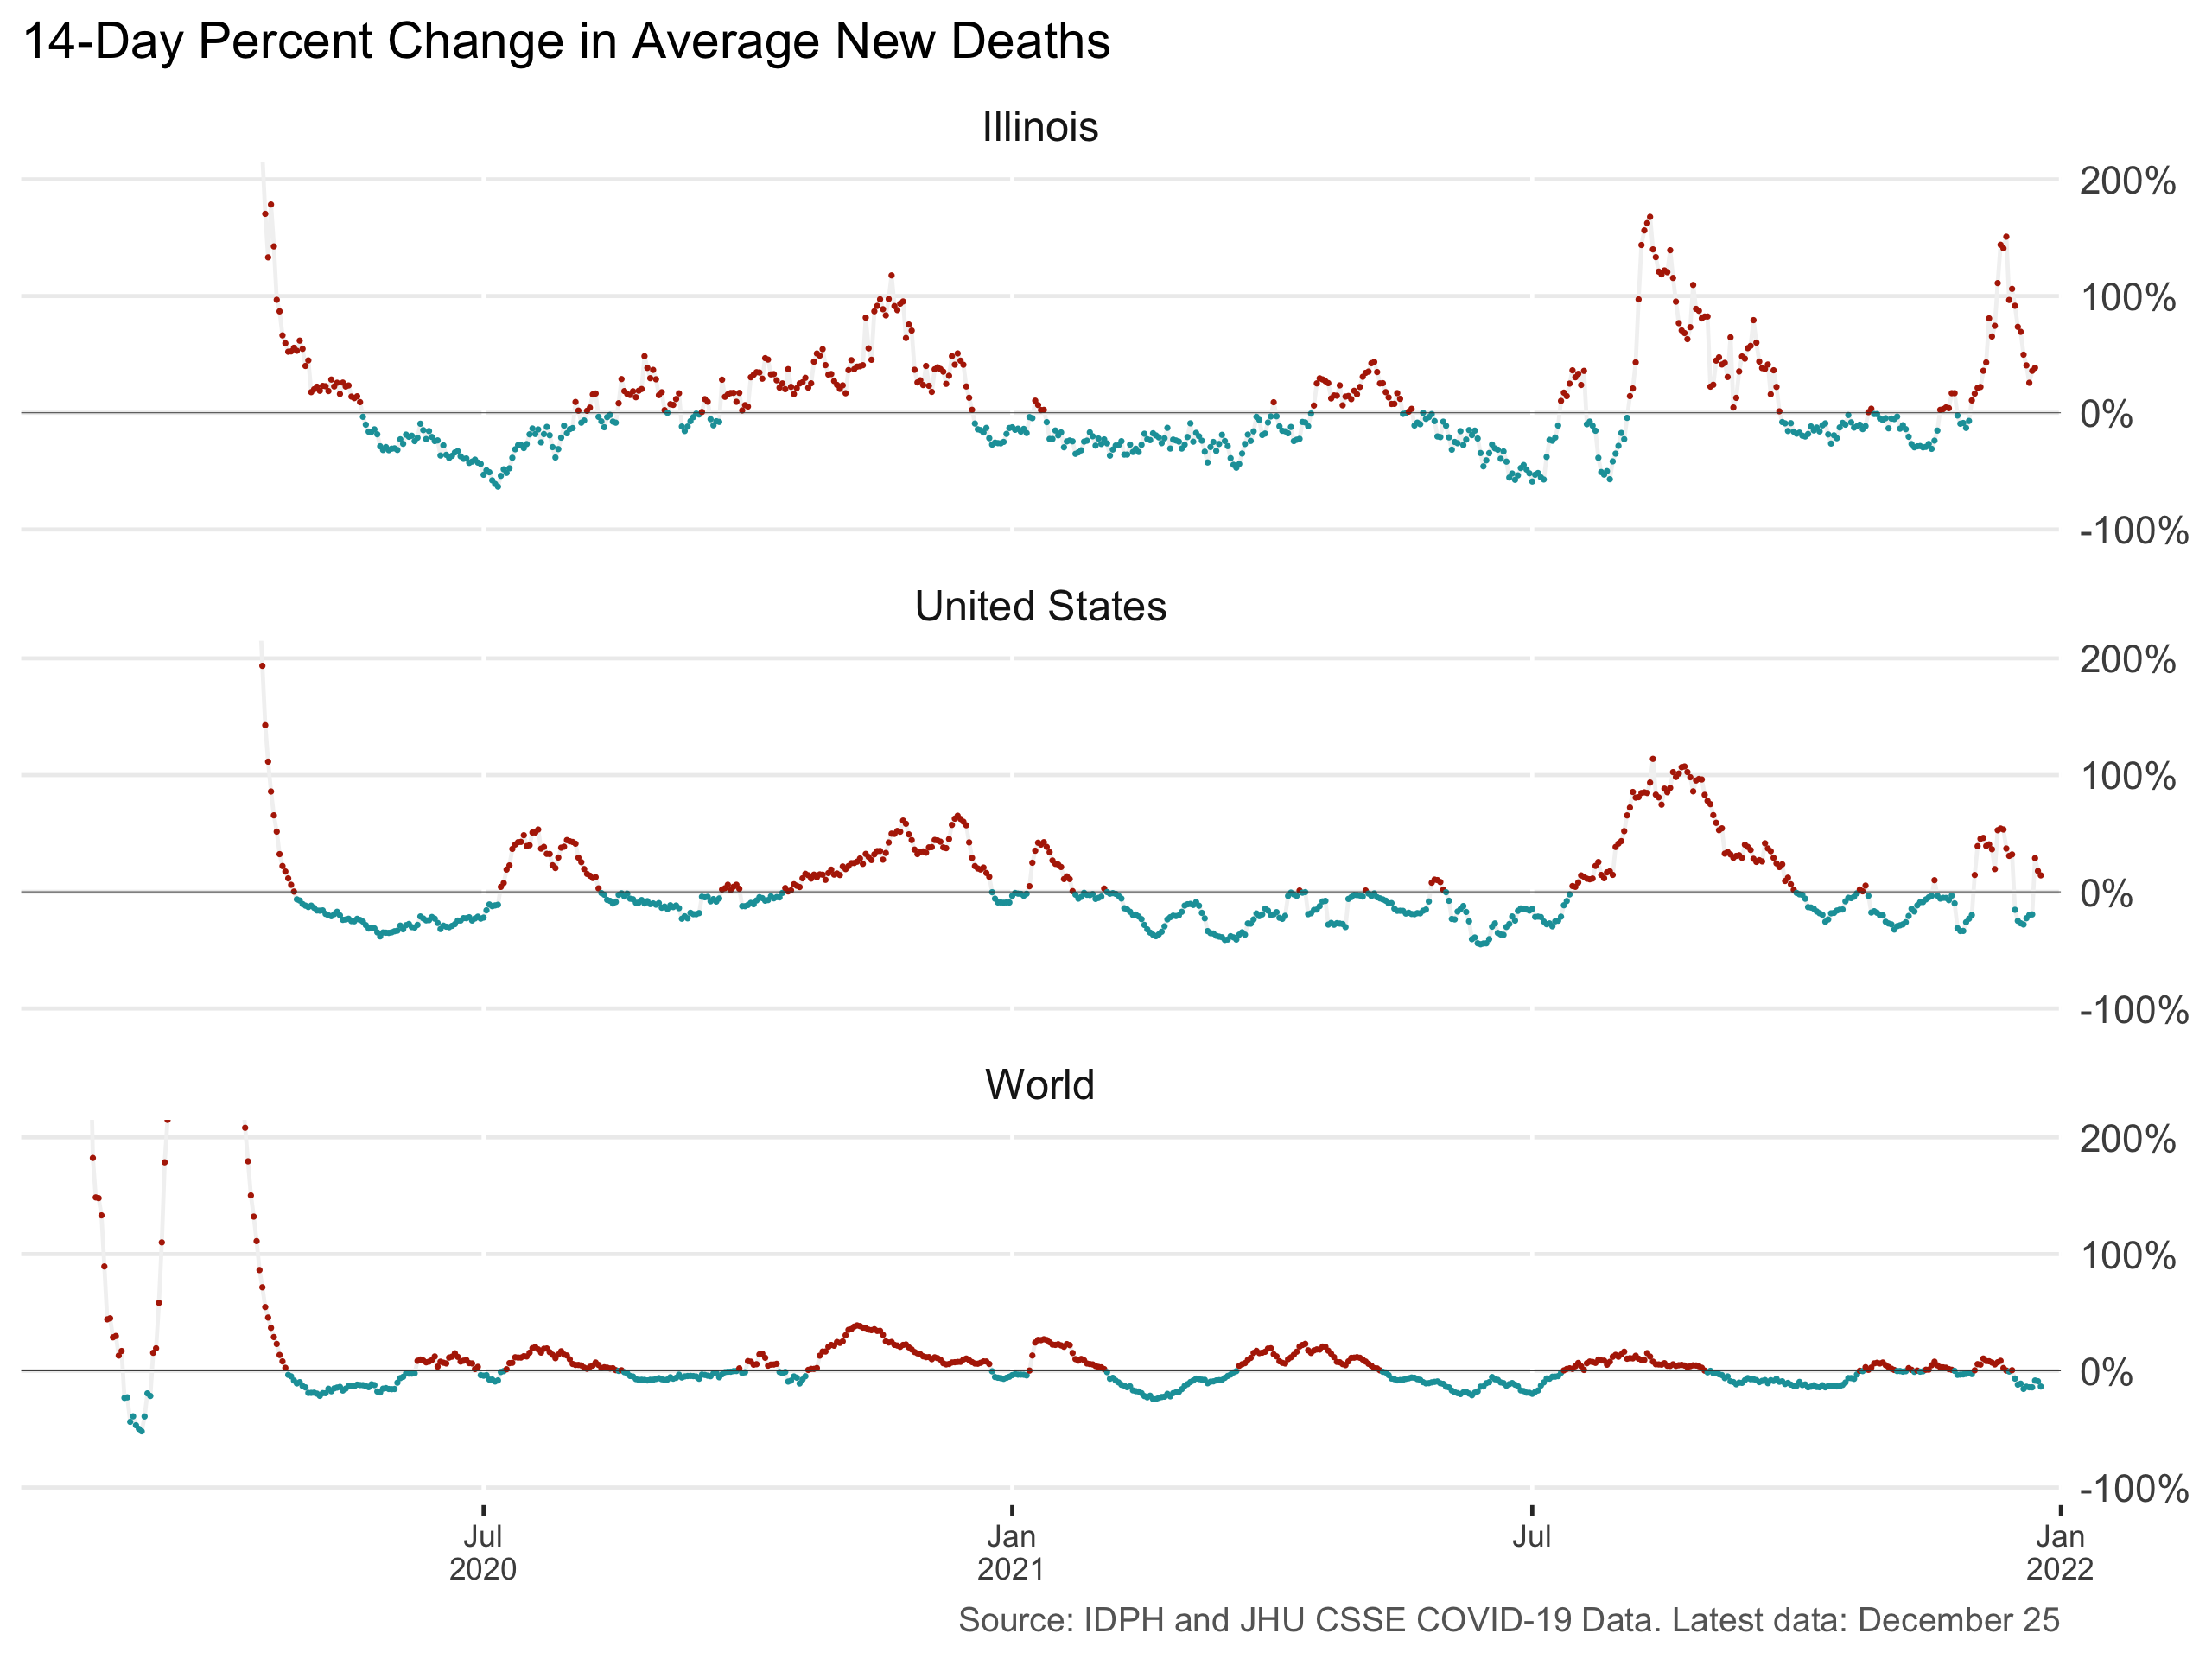 14-Day Percent Change in Average New Deaths
Illinois
200%
100%
0%
-100%
United States
200%
100%
0%
-100%
World
200%
100%
0%
-100%
Jul Jan Jul Jan
2020 2021 2022
Source: IDPH and JHU CSSE COVID-19 Data. Latest data: December 25